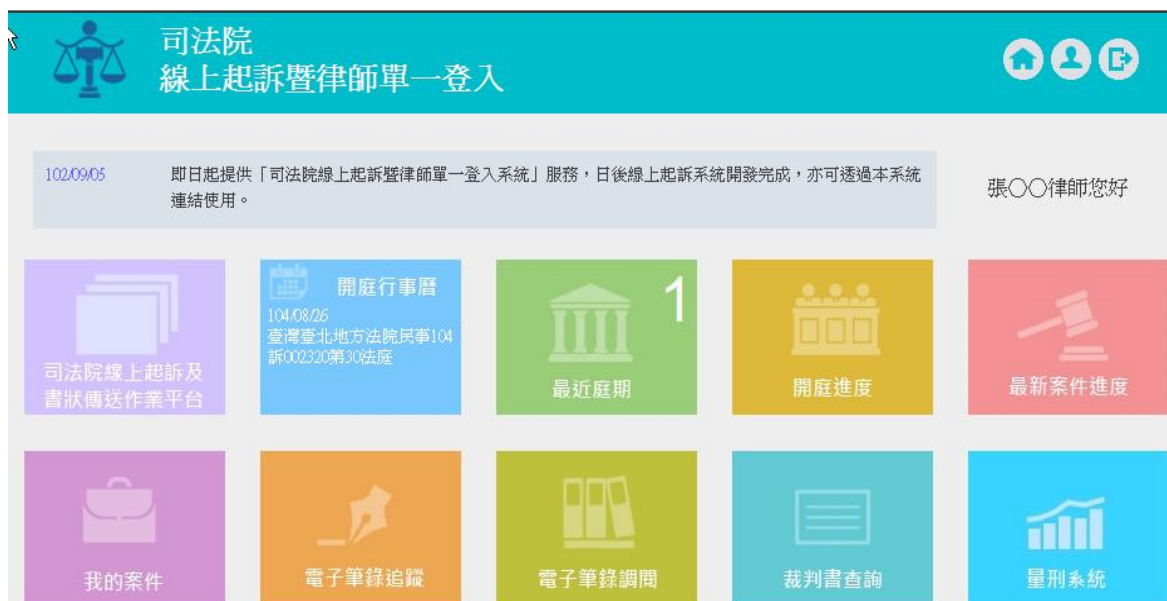 司法院
線上起訴暨律師單一登入
102/09/05
即日起提供「司法院線上起訴暨律師單一登入系統」服務，日後線上起訴系統開發完成，亦可透過本系統
連結使用。
張〇〇律師您好
司法院線上起訴及
書狀傳送作業平台
開庭行事曆
104/08/26
臺灣臺北地方法院民事104
訴002320第30法庭
1
最近庭期
開庭進度
最新案件進度
我的案件
電子筆錄追蹤
電子筆錄調閱
裁判書查詢
量刑系統